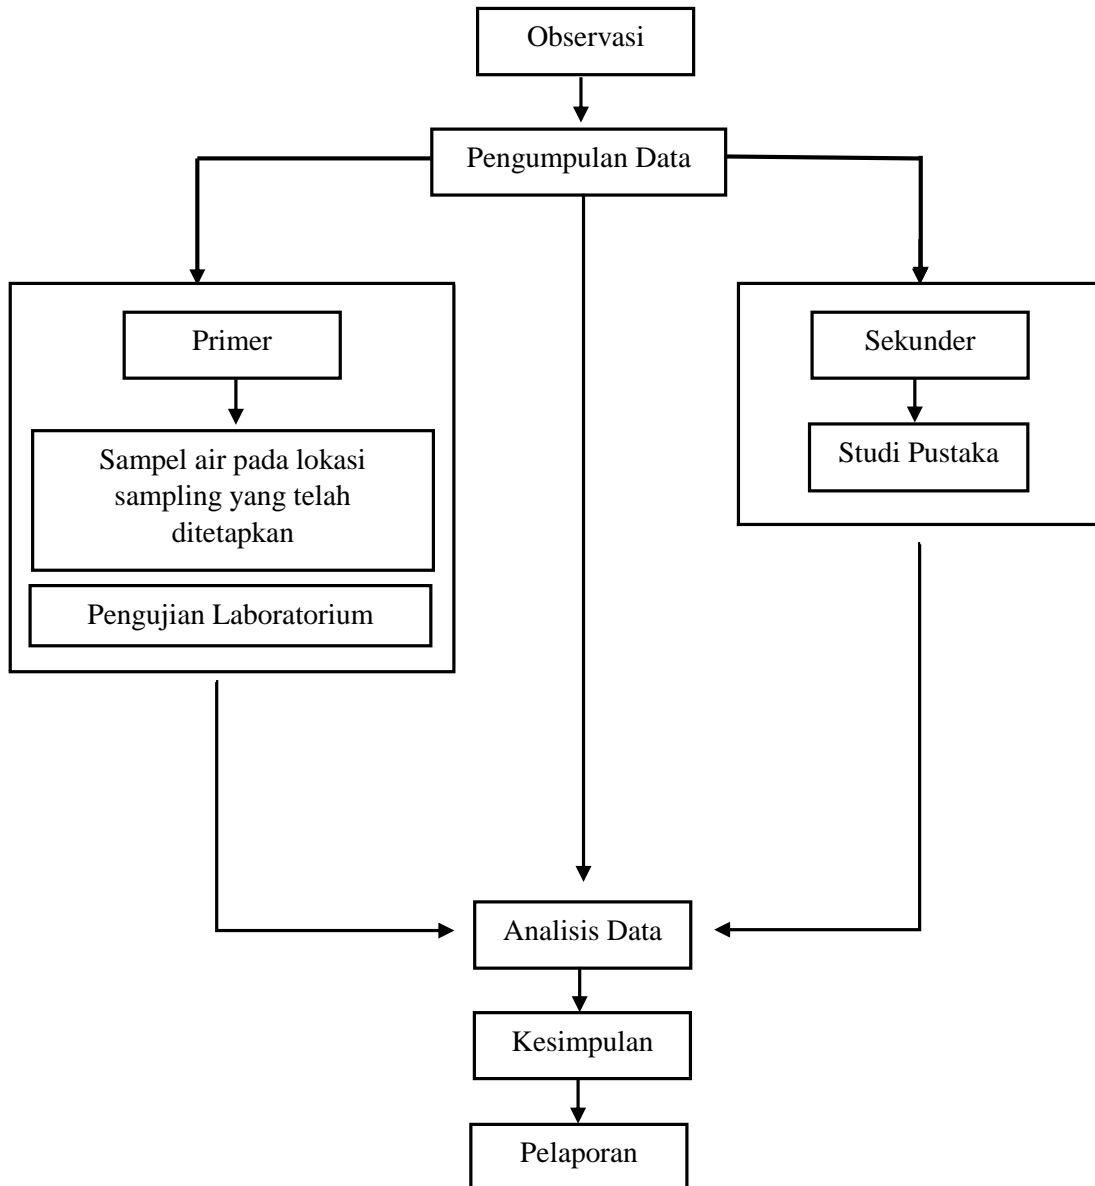 Observasi
Pengumpulan Data
Primer
Sampel air pada lokasi
sampling yang telah
ditetapkan
Pengujian Laboratorium
Sekunder
Studi Pustaka
Analisis Data
Kesimpulan
Pelaporan